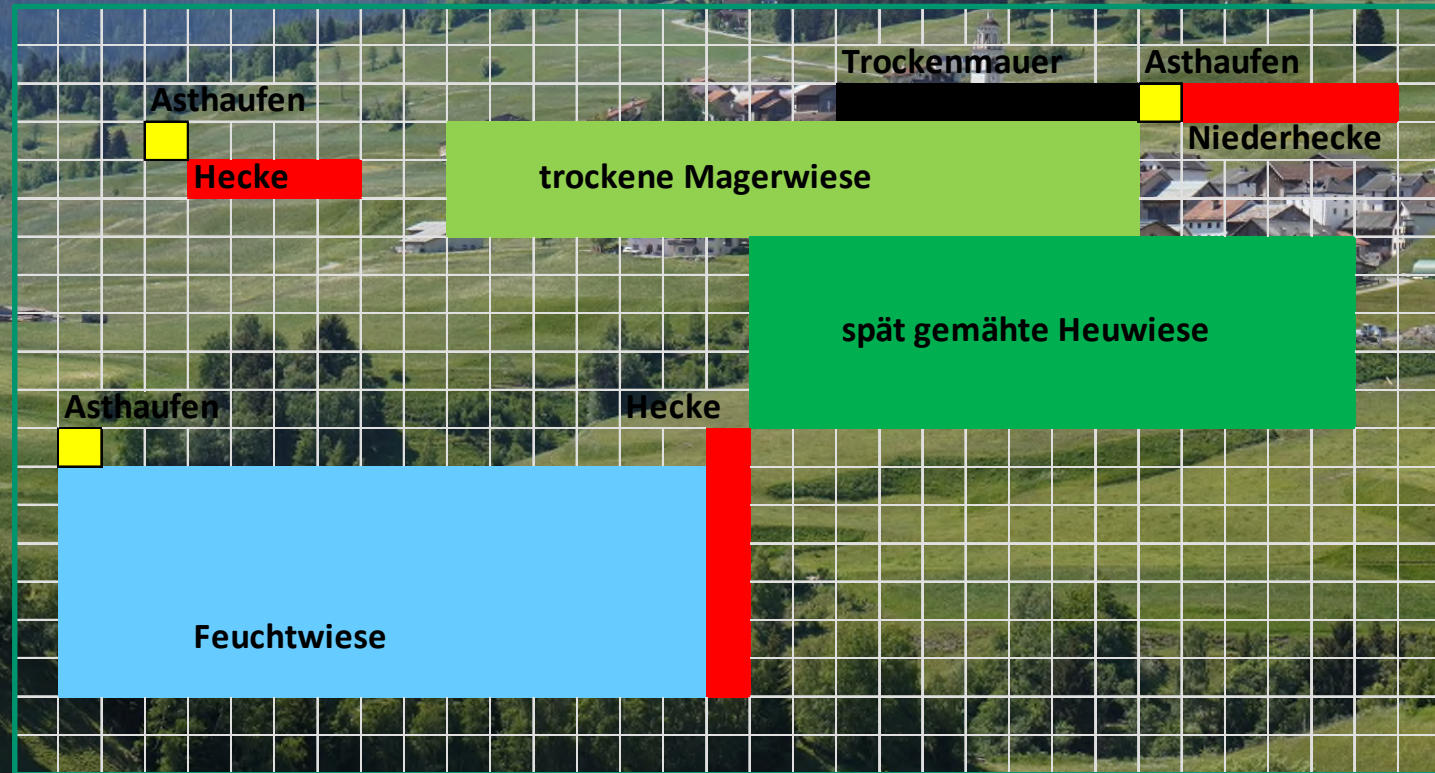 Trockenmauer
Asthaufen
Asthaufen
Niederhecke
Hecke
trockene Magerwiese
spät gemähte Heuwiese
Asthaufen
Hecke
Feuchtwiese